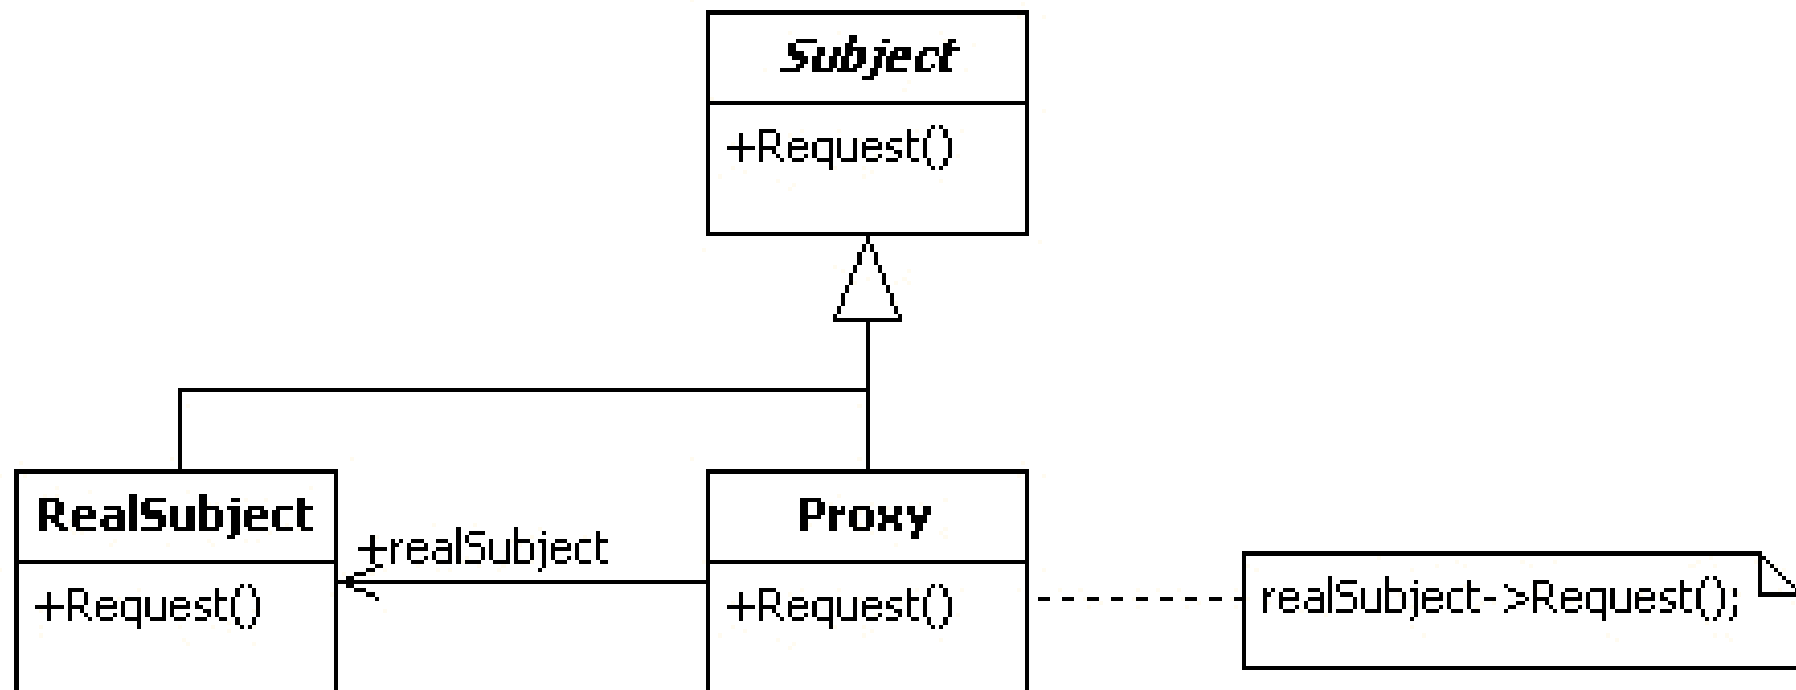 Subject
+Request()
RealSubject
+realSubject
Proxy
+Request()
+Request()
realSubject->Request();